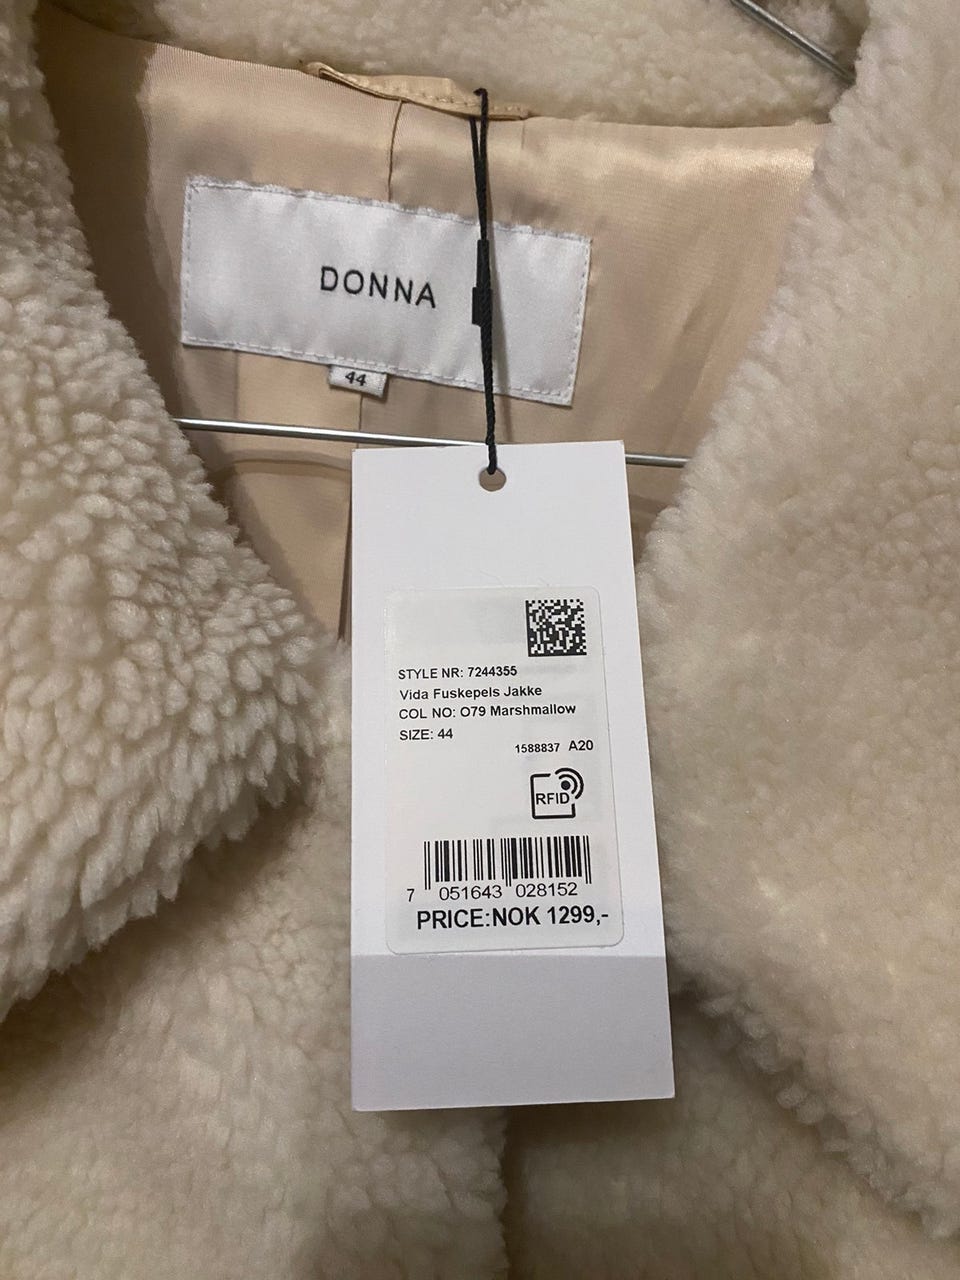 DONNA
44
STYLE NR: 7244355
Vida Fuskepels Jakke
COL NO: O79 Marshmallow
SIZE: 44
1588837 A20
RFID
7 051643 028152
PRICE:NOK 1299,-